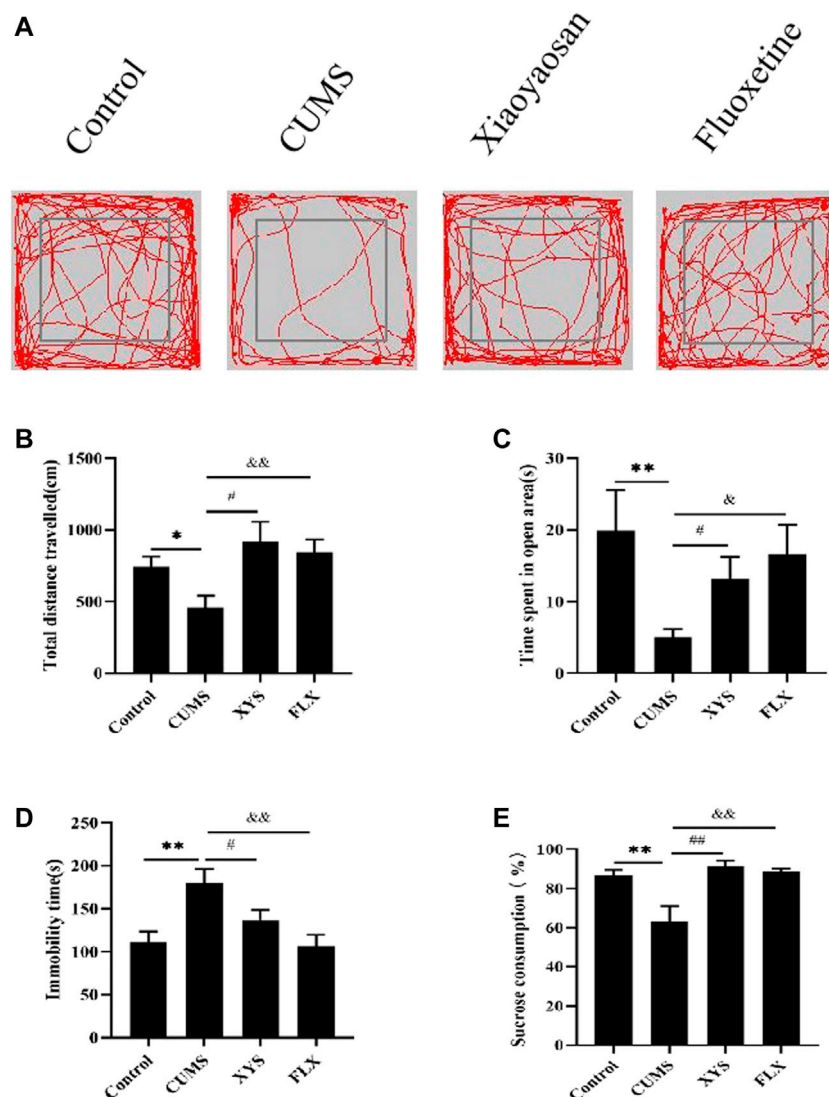 A
Control
CUMS
Xiaoyaosan
Fluoxetine
B
Total distance travelled(cm)
1500
1000
500
0
*
#
&&
Control
CUMS
XYS
FLX
C
Time spent in open area(s)
30
20
10
0
**
#
&
Control
CUMS
XYS
FLX
D
Immobility time(s)
250
200
150
100
50
0
**
#
&&
Control
CUMS
XYS
FLX
E
Sucrose consumption ( %)
100
80
60
40
20
0
**
##
&&
Control
CUMS
XYS
FLX